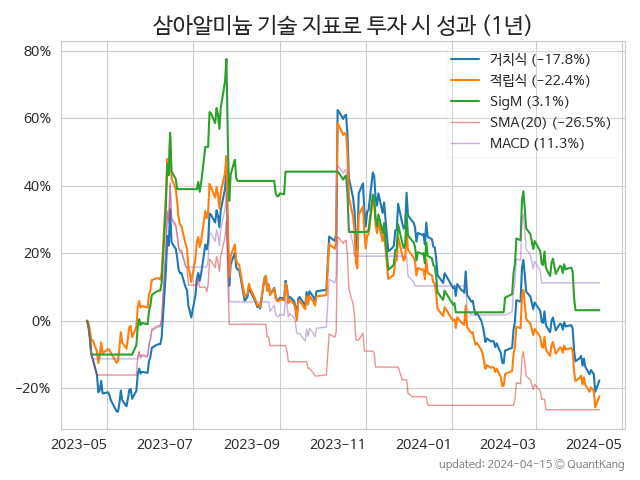 삼아알미늄 기술 지표로 투자 시 성과 (1년)
80%
60%
40%
20%
0%
−20%
거치식 (−17.8%)
적립식 (−22.4%)
SigM (3.1%)
SMA(20) (−26.5%)
MACD (11.3%)
2023-05 2023-07 2023-09 2023-11 2024-01 2024-03 2024-05
updated: 2024-04-15 © QuantKang